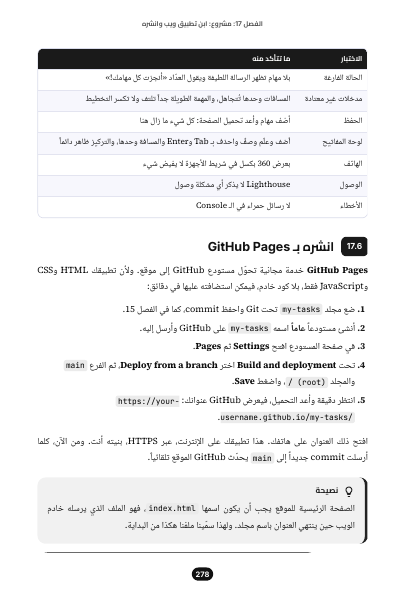 الفصل 17: مشروع: ابن تطبيق ويب وانشره
الاختبار ما تتأكد منه
الحالة الفارغة بلا مهام تظهر الرسالة اللطيفة ويقول العدّاد «أنجزت كل مهامك!»
مدخلات غير معتادة المسافات وحدها تُتجاهل، والمهمة الطويلة جداً تلتف ولا تكسر التخطيط
الحفظ أضف مهام وأعد تحميل الصفحة: كل شيء ما زال هنا
لوحة المفاتيح أضف وعلّم وصفِّ واحذف بـ Tab وEnter والمسافة وحدها، والتركيز ظاهر دائماً
الهاتف بعرض 360 بكسل في شريط الأجهزة لا يفيض شيء
الوصول Lighthouse لا يذكر أي مشكلة وصول
الأخطاء لا رسائل حمراء في الـ Console
17.6 انشره بـ GitHub Pages
GitHub Pages خدمة مجانية تحوّل مستودع GitHub إلى موقع. ولأن تطبيقك HTML وCSS
وJavaScript فقط، بلا كود خادم، فيمكن استضافته عليها في دقائق:
1. ضع مجلد my-tasks تحت Git واحفظ commit، كما في الفصل 15.
2. أنشئ مستودعاً عاماً اسمه my-tasks على GitHub وأرسل إليه.
3. في صفحة المستودع افتح Settings ثم Pages.
4. تحت Build and deployment اختر Deploy from a branch، ثم الفرع main
والمجلد / (root)، واضغط Save.
5. انتظر دقيقة وأعد التحميل، فيعرض GitHub عنوانك: https://your-
username.github.io/my-tasks/.
افتح ذلك العنوان على هاتفك. هذا تطبيقك على الإنترنت، عبر HTTPS، بنيته أنت. ومن الآن، كلما
أرسلت commit جديداً إلى main يحدّث GitHub الموقع تلقائياً.
نصيحة
الصفحة الرئيسية للموقع يجب أن يكون اسمها index.html، فهو الملف الذي يرسله خادم
الويب حين ينتهي العنوان باسم مجلد. ولهذا سمّينا ملفنا هكذا من البداية.
278